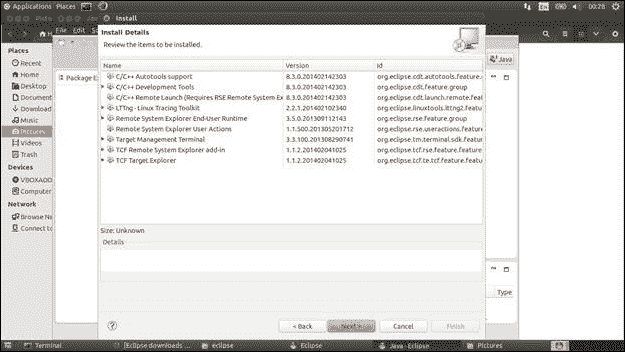 Applications Places
En
00:28
Install
File Edit S
Places
Recent
Home
Desktop
Document
Downloads
Music
Pictures
Videos
Trash
Devices
VBOXADD
Computer
Network
Browse Ne
Connect to
Package E
Java
Type
Install Details
Review the items to be installed.
Name Version Id
C/C++ Autotools support 8.3.0.201402142303 org.eclipse.cdt.autotools.feature.
C/C++ Development Tools 8.3.0.201402142303 org.eclipse.cdt.feature.group
C/C++ Remote Launch (Requires RSE Remote System Ex 8.3.0.201402142303 org.eclipse.cdt.launch.remote.f
LTTng - Linux Tracing Toolkit 2.2.1.201402102340 org.eclipse.linuxtools.lttng2.featu
Remote System Explorer End-User Runtime 3.5.0.201309112143 org.eclipse.rse.feature.group
Remote System Explorer User Actions 1.1.500.201305201712 org.eclipse.rse.useractions.featur
Target Management Terminal 3.3.100.201308290741 org.eclipse.tm.terminal.sdk.featur
TCF Remote System Explorer add-in 1.1.2.201402041025 org.eclipse.tcf.rse.feature.feature
TCF Target Explorer 1.1.2.201402041025 org.eclipse.tcf.te.tcf.feature.featu
Size: Unknown
Details
< Back Next > Cancel Finish
Terminal [Eclipse downloads ... eclipse Eclipse Java - Eclipse Pictures